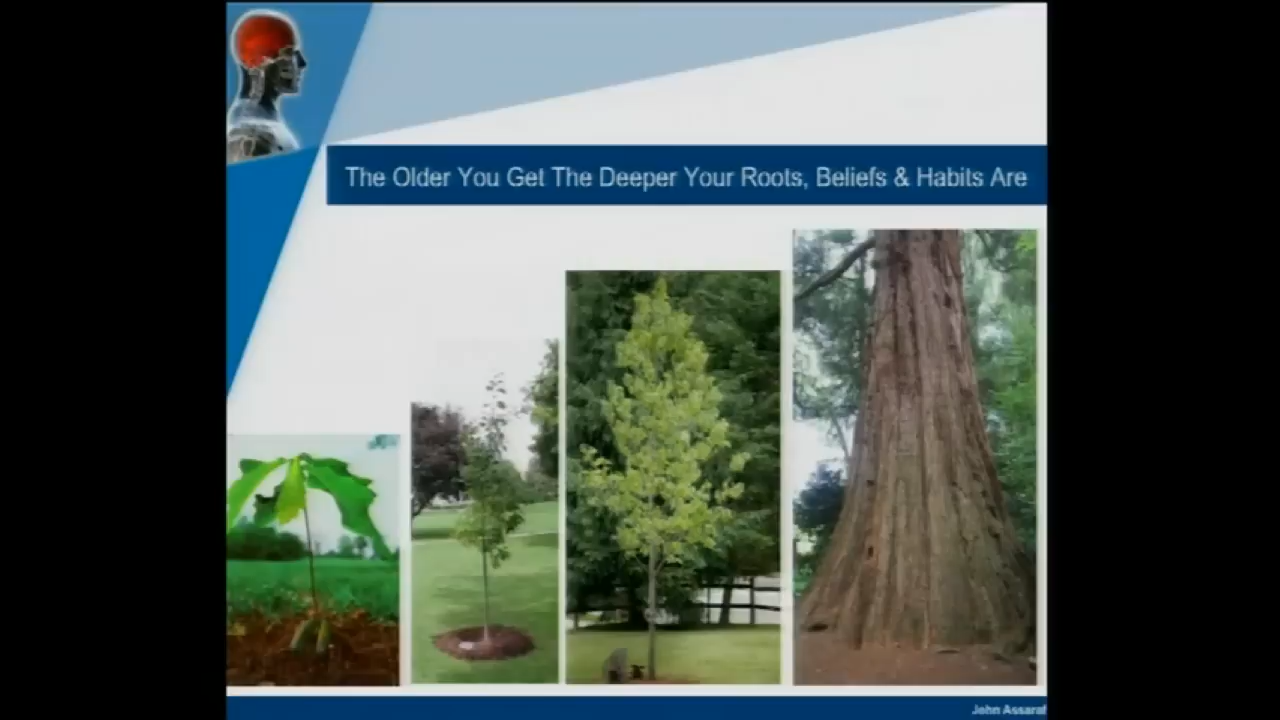 The Older You Get The Deeper Your Roots, Beliefs & Habits Are
John Assaraf